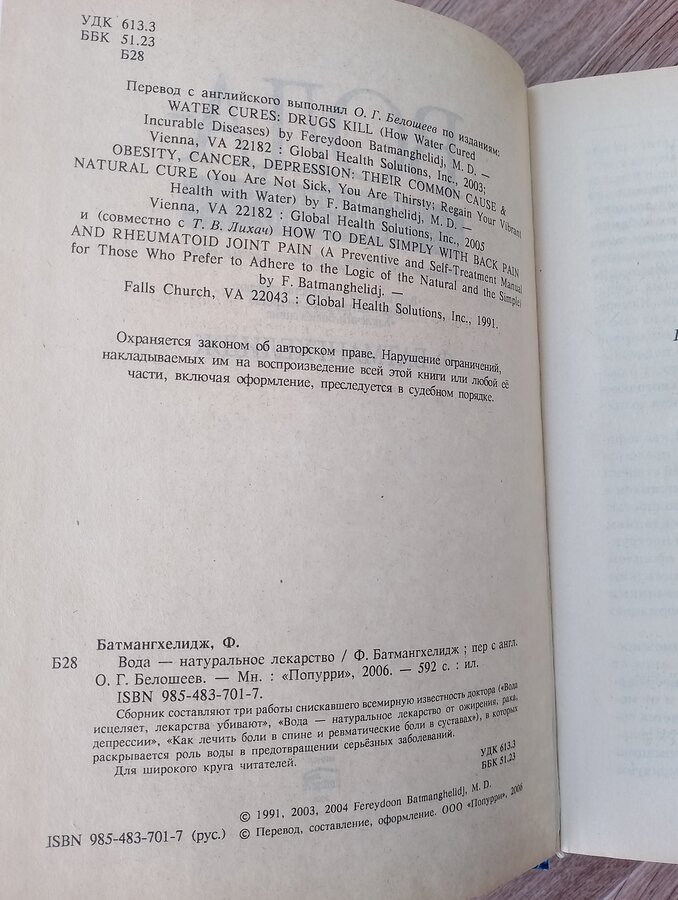 УДК 613.3
ББК 51.23
Б28
Перевод с английского выполнил О. Г. Белошеев по изданиям:
WATER CURES: DRUGS KILL (How Water Cured
Incurable Diseases) by Fereydoon Batmanghelidj, M. D. —
Vienna, VA 22182 : Global Health Solutions, Inc., 2003;
OBESITY, CANCER, DEPRESSION: THEIR COMMON CAUSE &
NATURAL CURE (You Are Not Sick, You Are Thirsty; Regain Your Vibrant
Health with Water) by F. Batmanghelidj, M. D. —
Vienna, VA 22182 : Global Health Solutions, Inc., 2005
и (совместно с Т. В. Лихач) HOW TO DEAL SIMPLY WITH BACK PAIN
AND RHEUMATOID JOINT PAIN (A Preventive and Self-Treatment Manual
for Those Who Prefer to Adhere to the Logic of the Natural and the Simple)
by F. Batmanghelidj. —
Falls Church, VA 22043 : Global Health Solutions, Inc., 1991.
Охраняется законом об авторском праве. Нарушение ограничений,
накладываемых им на воспроизведение всей этой книги или любой её
части, включая оформление, преследуется в судебном порядке.
Батмангхелидж, Ф.
Б28 Вода — натуральное лекарство / Ф. Батмангхелидж ; пер с англ.
О. Г. Белошеев. — Мн. : «Попурри», 2006. — 592 с. : ил.
ISBN 985-483-701-7.
Сборник составляют три работы снискавшего всемирную известность доктора («Вода
исцеляет, лекарства убивают», «Вода — натуральное лекарство от ожирения, рака,
депрессии», «Как лечить боли в спине и ревматические боли в суставах»), в которых
раскрывается роль воды в предотвращении серьёзных заболеваний.
Для широкого круга читателей.
УДК 613.3
ББК 51.23
© 1991, 2003, 2004 Fereydoon Batmanghelidj, M. D.
ISBN 985-483-701-7 (рус.) © Перевод, составление, оформление. ООО «Попурри», 2006